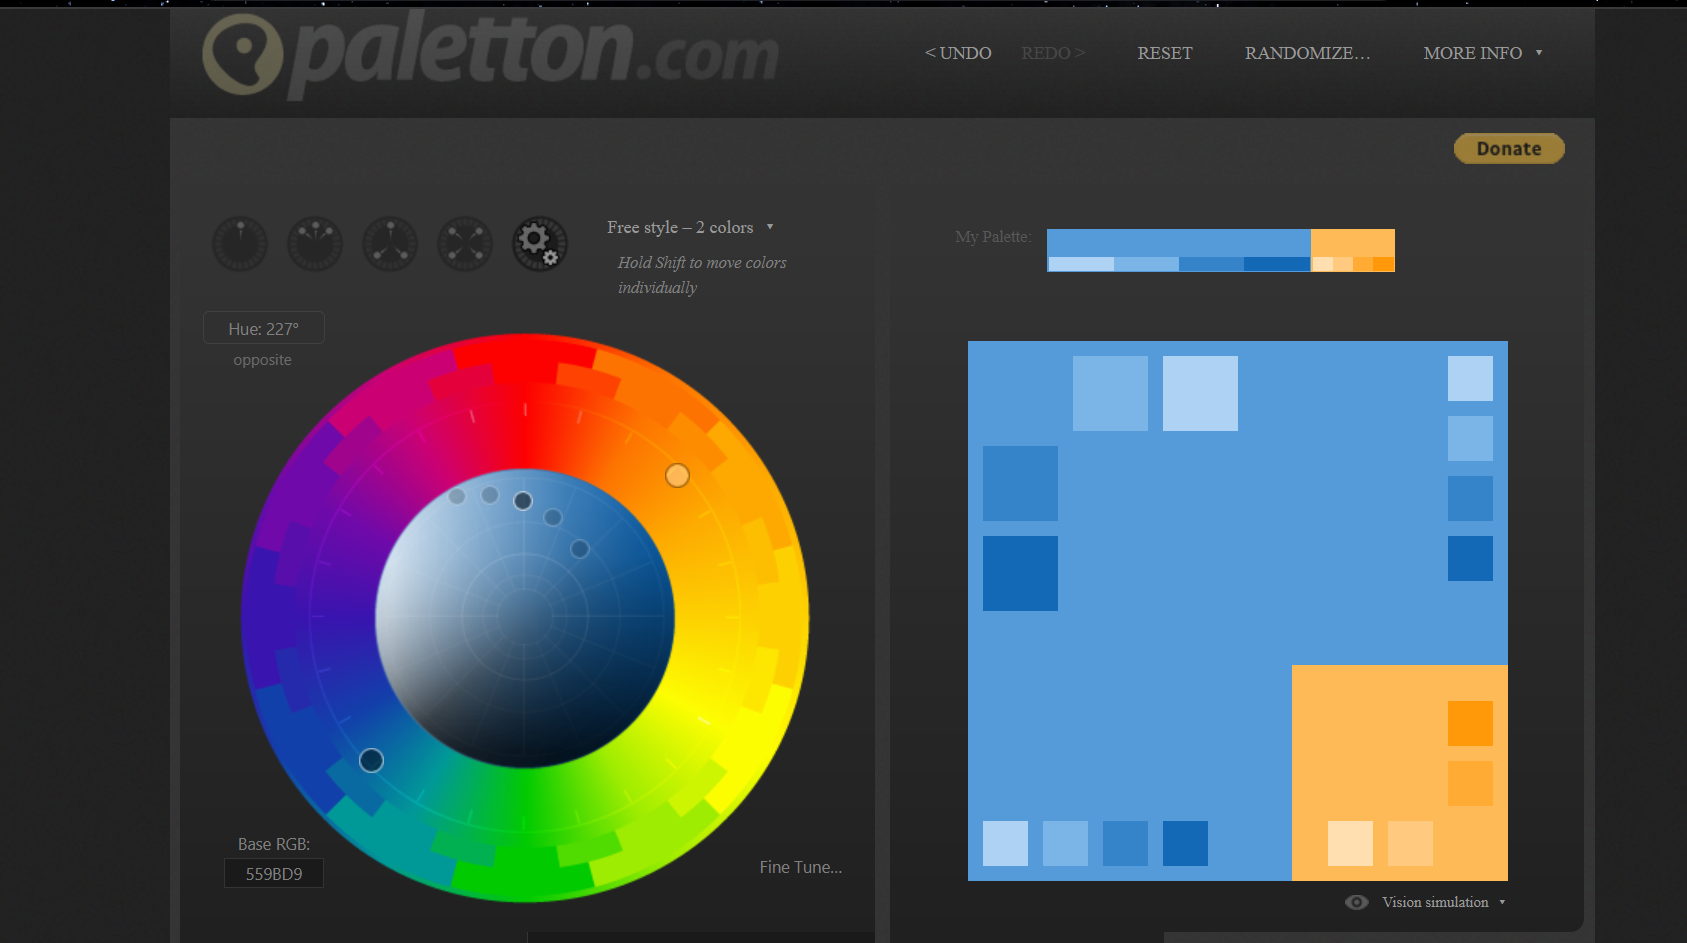 paletton.com
< UNDO
REDO >
RESET
RANDOMIZE...
MORE INFO
Donate
Free style – 2 colors
Hold Shift to move colors
individually
My Palette:
Hue: 227°
opposite
Base RGB:
559BD9
Fine Tune...
Vision simulation